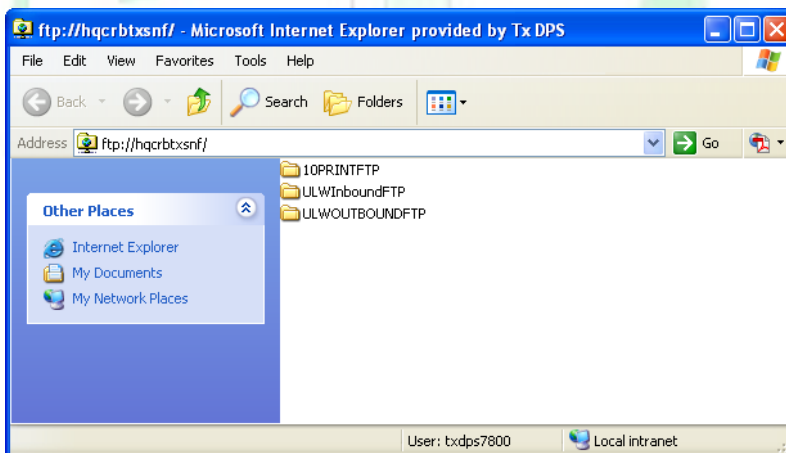 ftp://hqcrbtxsnf/ - Microsoft Internet Explorer provided by Tx DPS
File Edit View Favorites Tools Help
Back Search Folders
Address ftp://hqcrbtxsnf/ Go
10PRINTFTP
ULWInboundFTP
ULWOUTBOUNDFTP
Other Places
Internet Explorer
My Documents
My Network Places
User: txdps7800 Local intranet